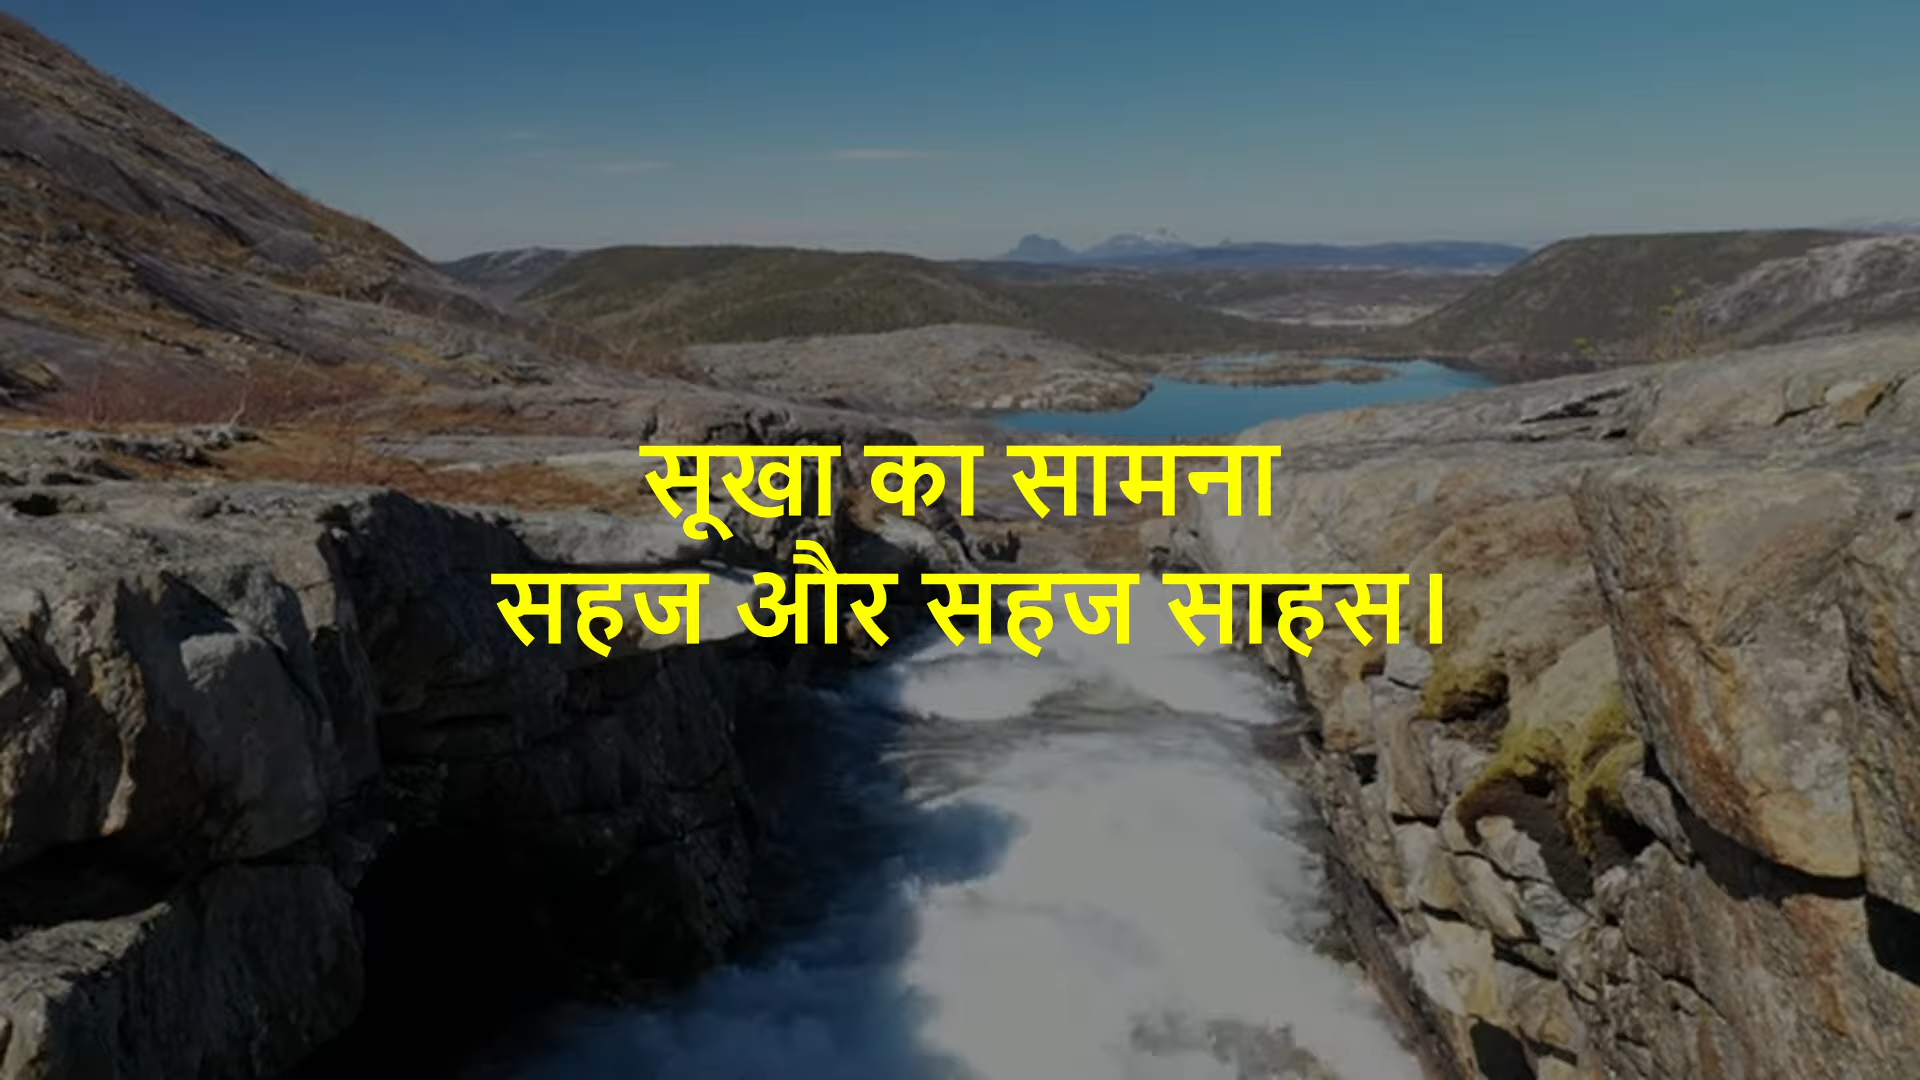 सूखा का सामना
सहज और सहज साहस।